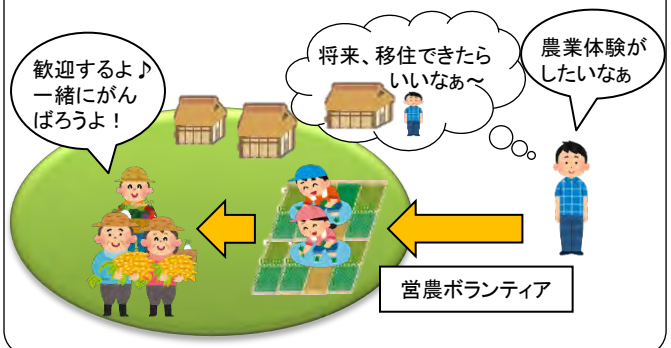 歓迎するよ♪
一緒にがん
ばろうよ！
将来、移住できたら
いいなぁ～
農業体験が
したいなぁ
営農ボランティア